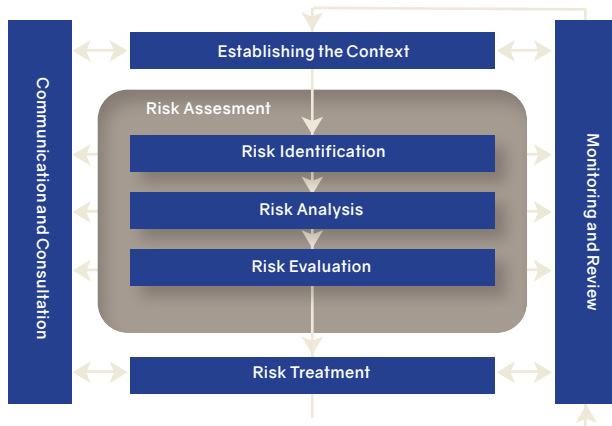 Establishing the Context
Risk Assesment
Risk Identification
Risk Analysis
Risk Evaluation
Risk Treatment
Communication and Consultation
Monitoring and Review